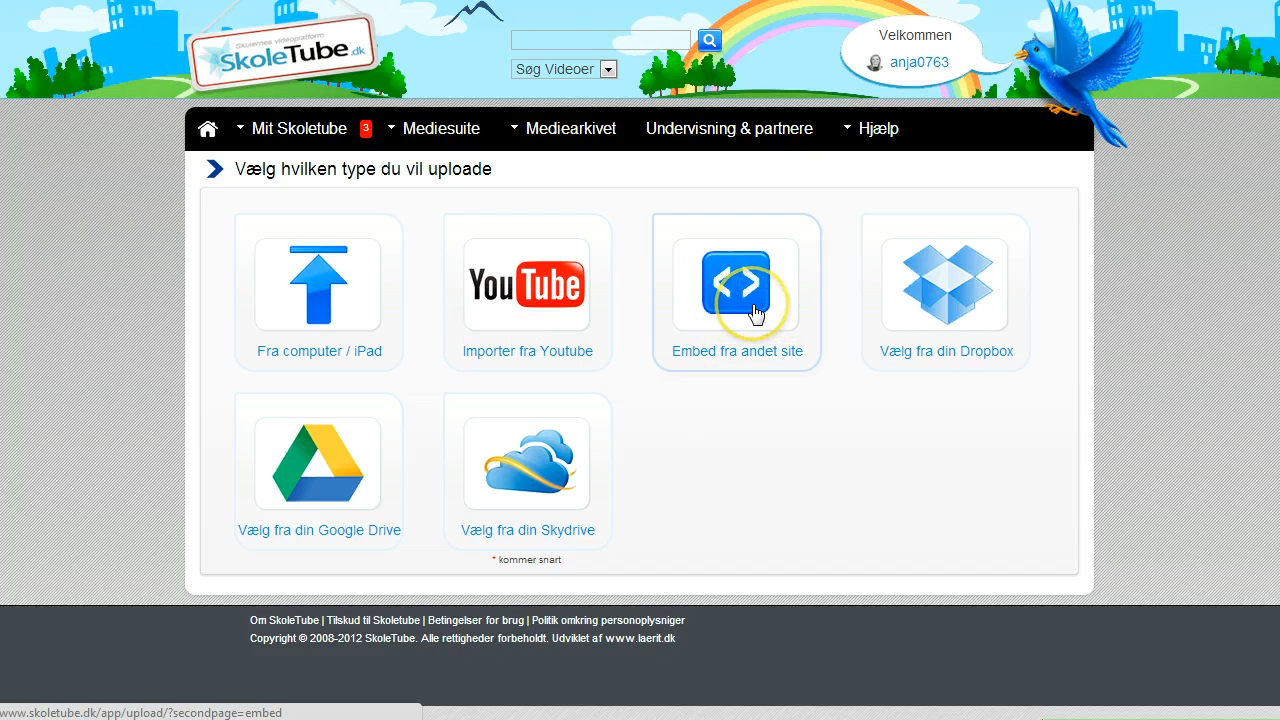 Skolernes videoplatform
SkoleTube.dk
Søg Videoer
Velkommen
anja0763
Mit Skoletube 3 Mediesuite Mediearkivet Undervisning & partnere Hjælp
Vælg hvilken type du vil uploade
YouTube
Fra computer / iPad
Importer fra Youtube
Embed fra andet site
Vælg fra din Dropbox
Vælg fra din Google Drive
Vælg fra din Skydrive
* kommer snart
Om SkoleTube | Tilskud til Skoletube | Betingelser for brug | Politik omkring personoplysniger
Copyright © 2008-2012 SkoleTube. Alle rettigheder forbeholdt. Udviklet af www.laerit.dk
www.skoletube.dk/app/upload/?secondpage=embed